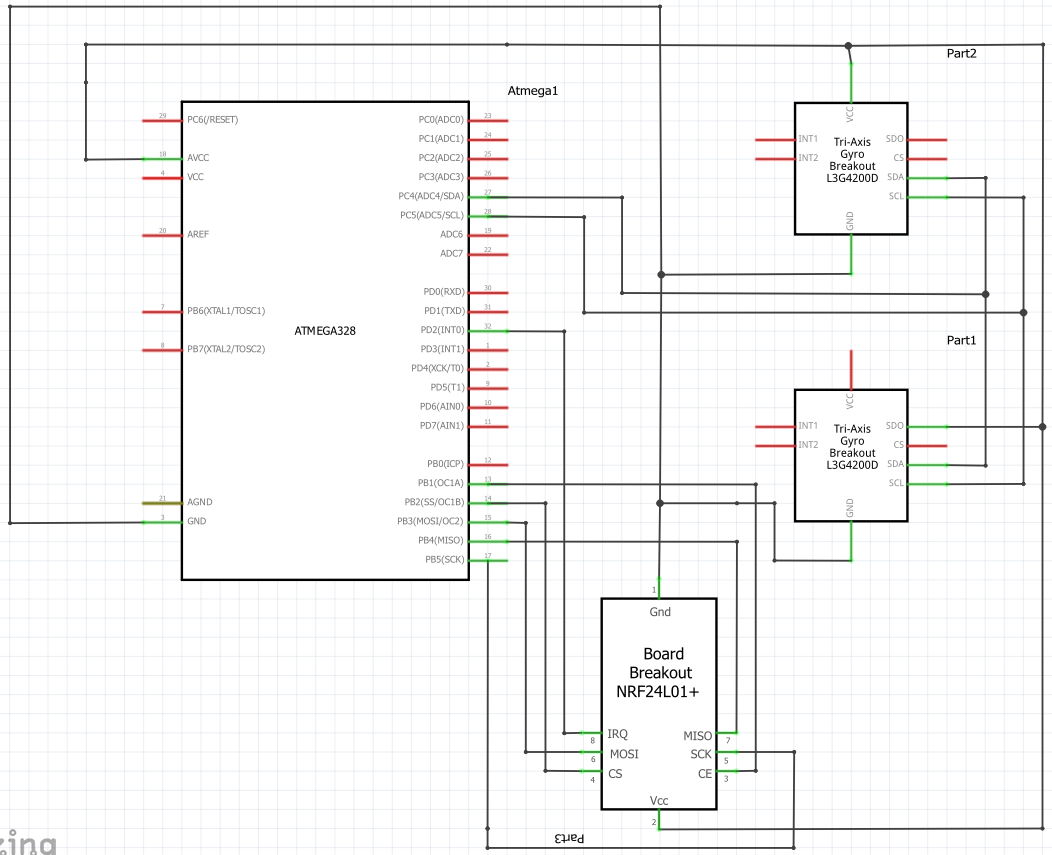 Part2
Atmega1
29 PC6(/RESET)
18 AVCC
4 VCC
20 AREF
7 PB6(XTAL1/TOSC1)
8 PB7(XTAL2/TOSC2)
21 AGND
3 GND
ATMEGA328
PC0(ADC0) 23
PC1(ADC1) 24
PC2(ADC2) 25
PC3(ADC3) 26
PC4(ADC4/SDA) 27
PC5(ADC5/SCL) 28
ADC6 19
ADC7 22
PD0(RXD) 30
PD1(TXD) 31
PD2(INT0) 32
PD3(INT1) 1
PD4(XCK/T0) 2
PD5(T1) 9
PD6(AIN0) 10
PD7(AIN1) 11
PB0(ICP) 12
PB1(OC1A) 13
PB2(SS/OC1B) 14
PB3(MOSI/OC2) 15
PB4(MISO) 16
PB5(SCK) 17
VCC
INT1
INT2
Tri-Axis
Gyro
Breakout
L3G4200D
SDO
CS
SDA
SCL
GND
Part1
VCC
INT1
INT2
Tri-Axis
Gyro
Breakout
L3G4200D
SDO
CS
SDA
SCL
GND
1
Gnd
Board
Breakout
NRF24L01+
IRQ
8
MOSI
6
CS
4
MISO
7
SCK
5
CE
3
Vcc
2
Part3
zing